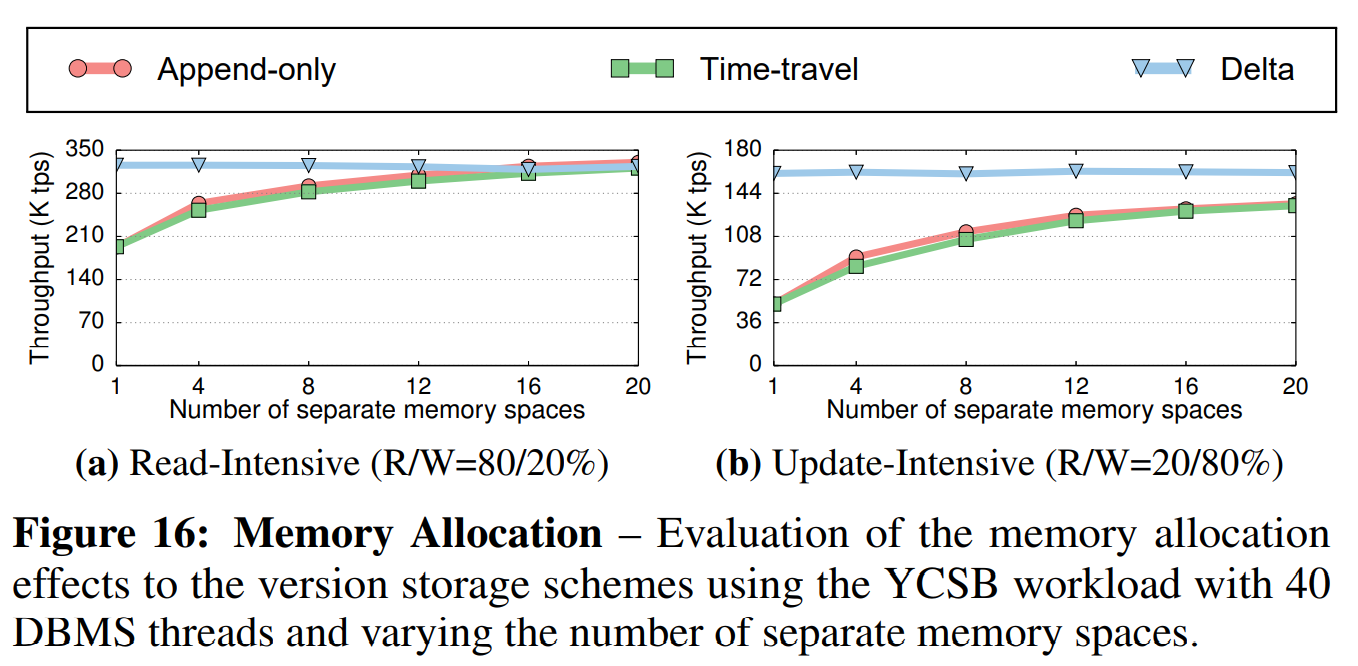 Append-only Time-travel Delta
350
280
210
140
70
0
Throughput (K tps)
1 4 8 12 16 20
Number of separate memory spaces
(a) Read-Intensive (R/W=80/20%)
180
144
108
72
36
0
Throughput (K tps)
1 4 8 12 16 20
Number of separate memory spaces
(b) Update-Intensive (R/W=20/80%)
Figure 16: Memory Allocation – Evaluation of the memory allocation
effects to the version storage schemes using the YCSB workload with 40
DBMS threads and varying the number of separate memory spaces.